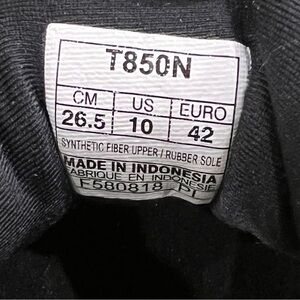 T850N
CM US EURO
26.5 10 42
SYNTHETIC FIBER UPPER / RUBBER SOLE
MADE IN INDONESIA
FABRIQUE EN INDONESIE
F580818 PI